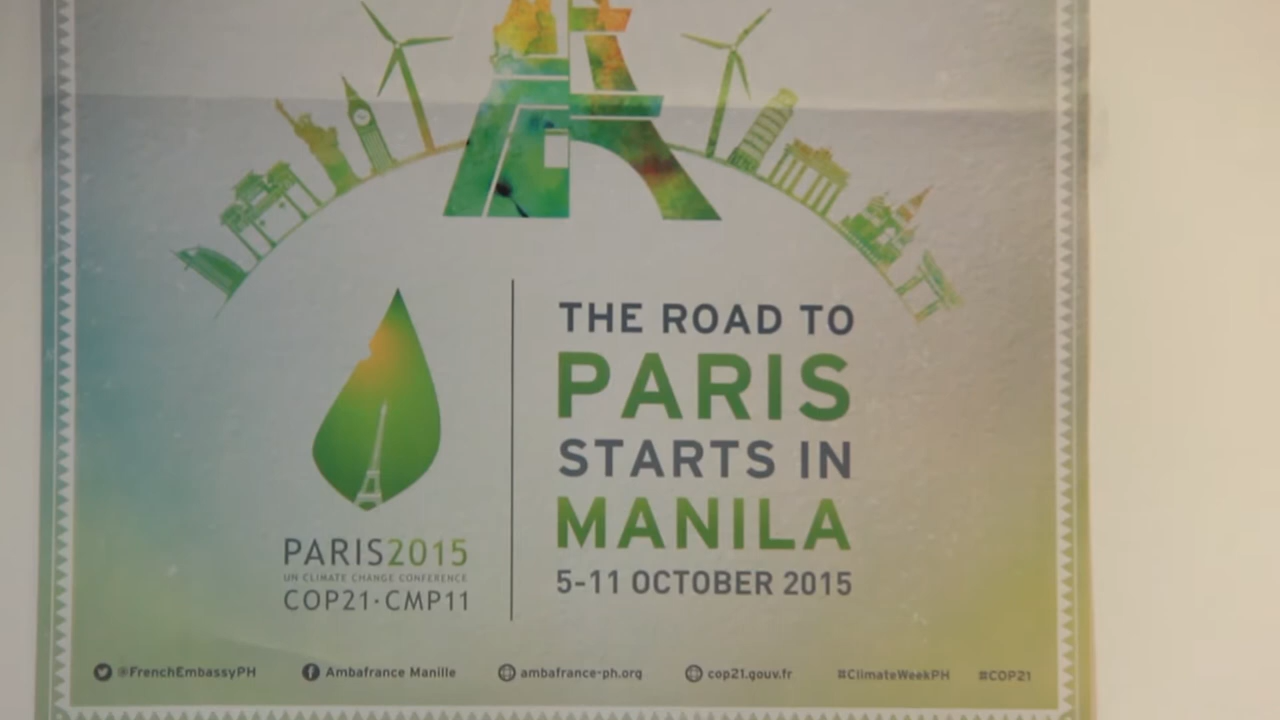 THE ROAD TO
PARIS
STARTS IN
MANILA
5-11 OCTOBER 2015
PARIS2015
UN CLIMATE CHANGE CONFERENCE
COP21·CMP11
@FrenchEmbassyPH
Ambafrance Manille
ambafrance-ph.org
cop21.gouv.fr
#ClimateWeekPH
#COP21